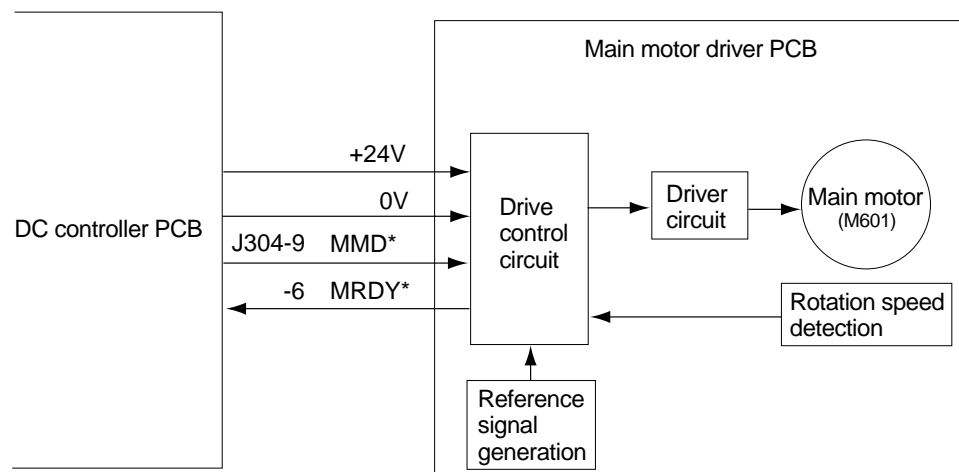 Main motor driver PCB
DC controller PCB
+24V
0V
J304-9 MMD*
-6 MRDY*
Drive
control
circuit
Driver
circuit
Main motor
(M601)
Rotation speed
detection
Reference
signal
generation